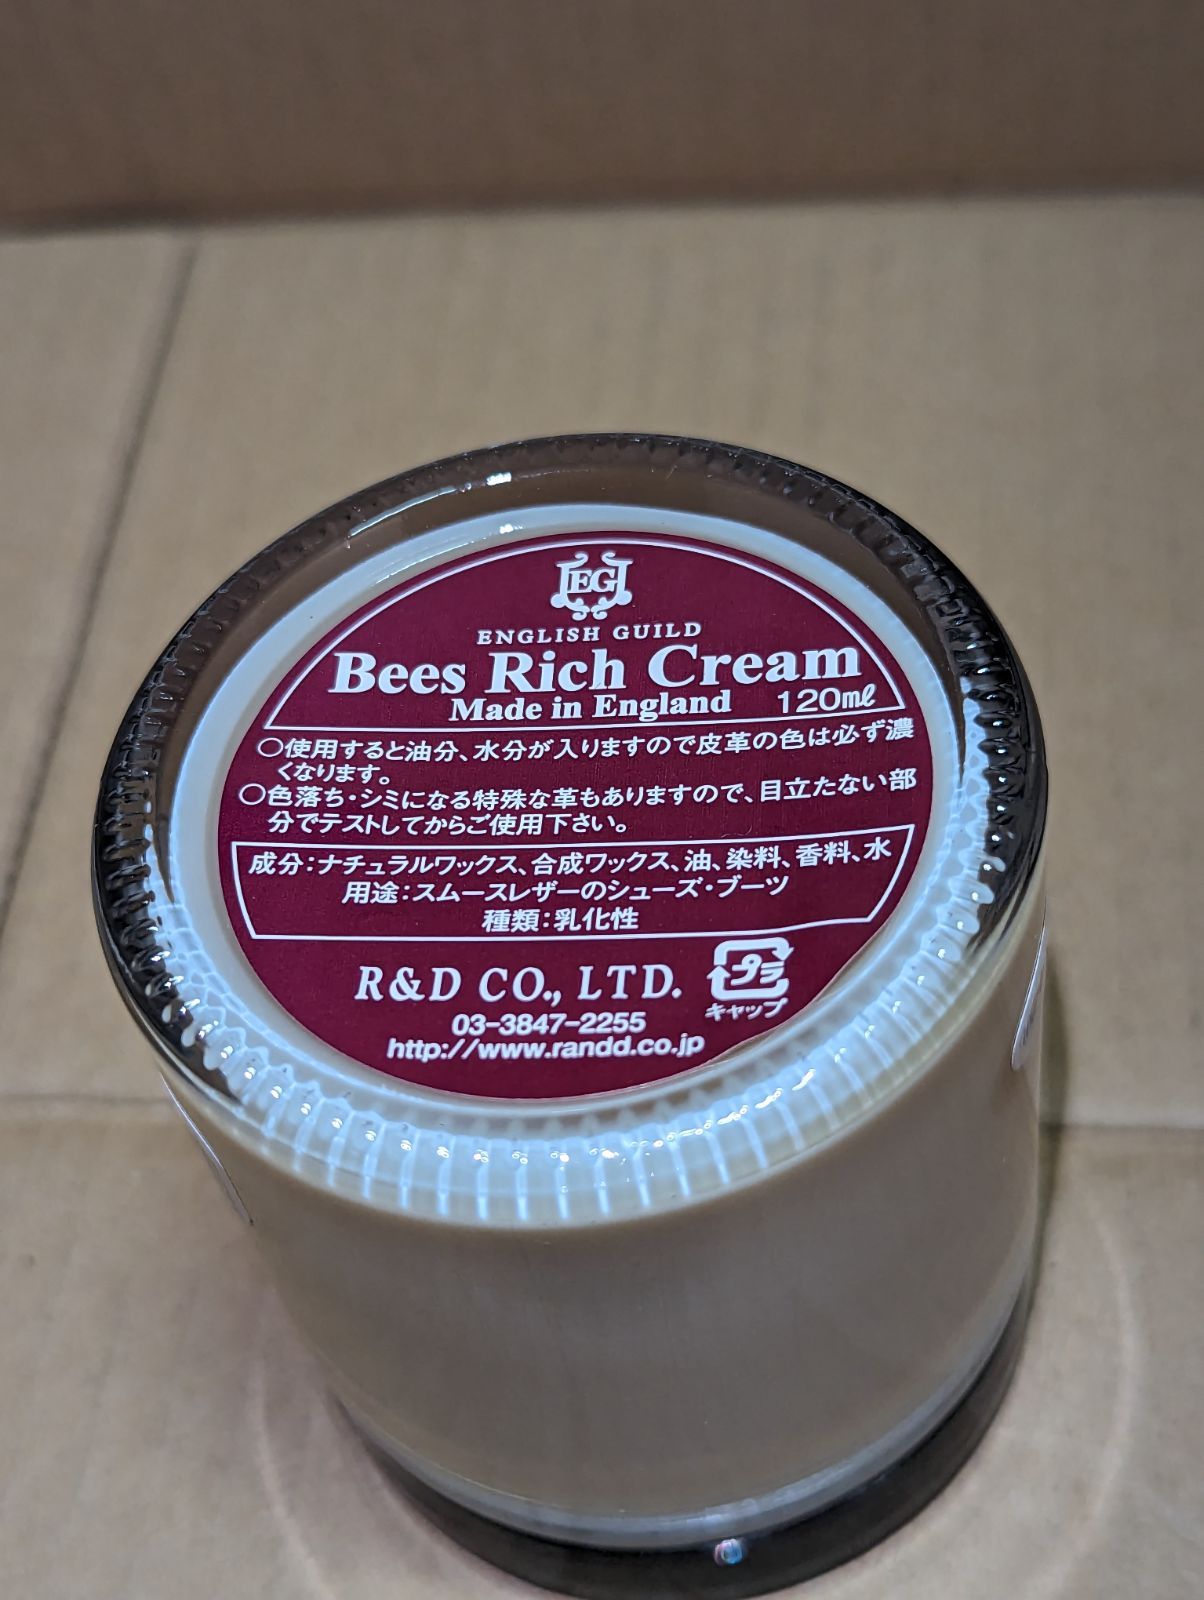 EG
ENGLISH GUILD
Bees Rich Cream
Made in England 120ml
○使用すると油分、水分が入りますので皮革の色は必ず濃
くなります。
○色落ち・シミになる特殊な革もありますので、目立たない部
分でテストしてからご使用下さい。
成分：ナチュラルワックス、合成ワックス、油、染料、香料、水
用途：スムースレザーのシューズ・ブーツ
種類：乳化性
R&D CO., LTD.
プラ
キャップ
03-3847-2255
http://www.randd.co.jp